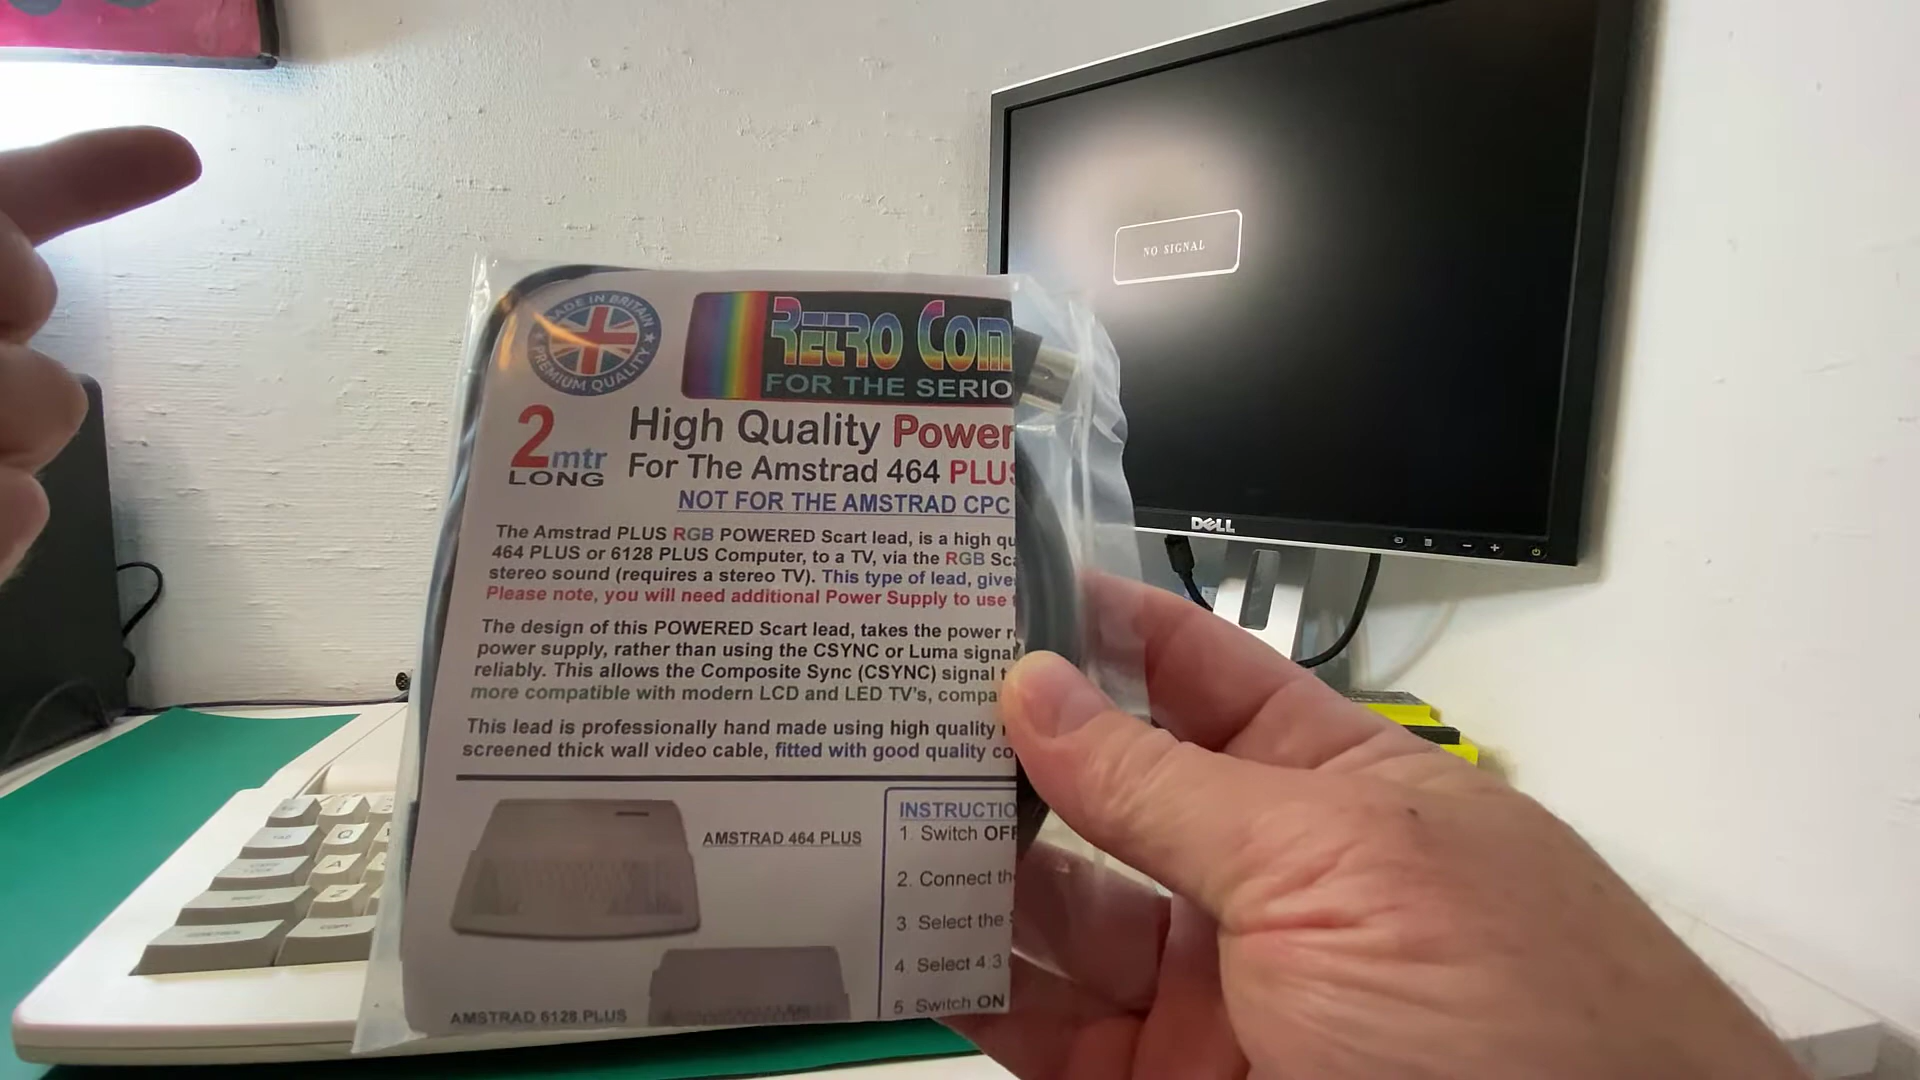 NO SIGNAL
DELL
MADE IN BRITAIN
PREMIUM QUALITY
RETRO COM
FOR THE SERIO
2mtr
LONG
High Quality Power
For The Amstrad 464 PLUS
NOT FOR THE AMSTRAD CPC
The Amstrad PLUS RGB POWERED Scart lead, is a high qu
464 PLUS or 6128 PLUS Computer, to a TV, via the RGB Sc
stereo sound (requires a stereo TV). This type of lead, give
Please note, you will need additional Power Supply to use
The design of this POWERED Scart lead, takes the power r
power supply, rather than using the CSYNC or Luma signal
reliably. This allows the Composite Sync (CSYNC) signal t
more compatible with modern LCD and LED TV's, compa
This lead is professionally hand made using high quality
screened thick wall video cable, fitted with good quality co
AMSTRAD 464 PLUS
AMSTRAD 6128 PLUS
INSTRUCTIO
1. Switch OFF
2. Connect th
3. Select the
4. Select 4:3
5. Switch ON
Q
A
Z
CONTROL
COPY